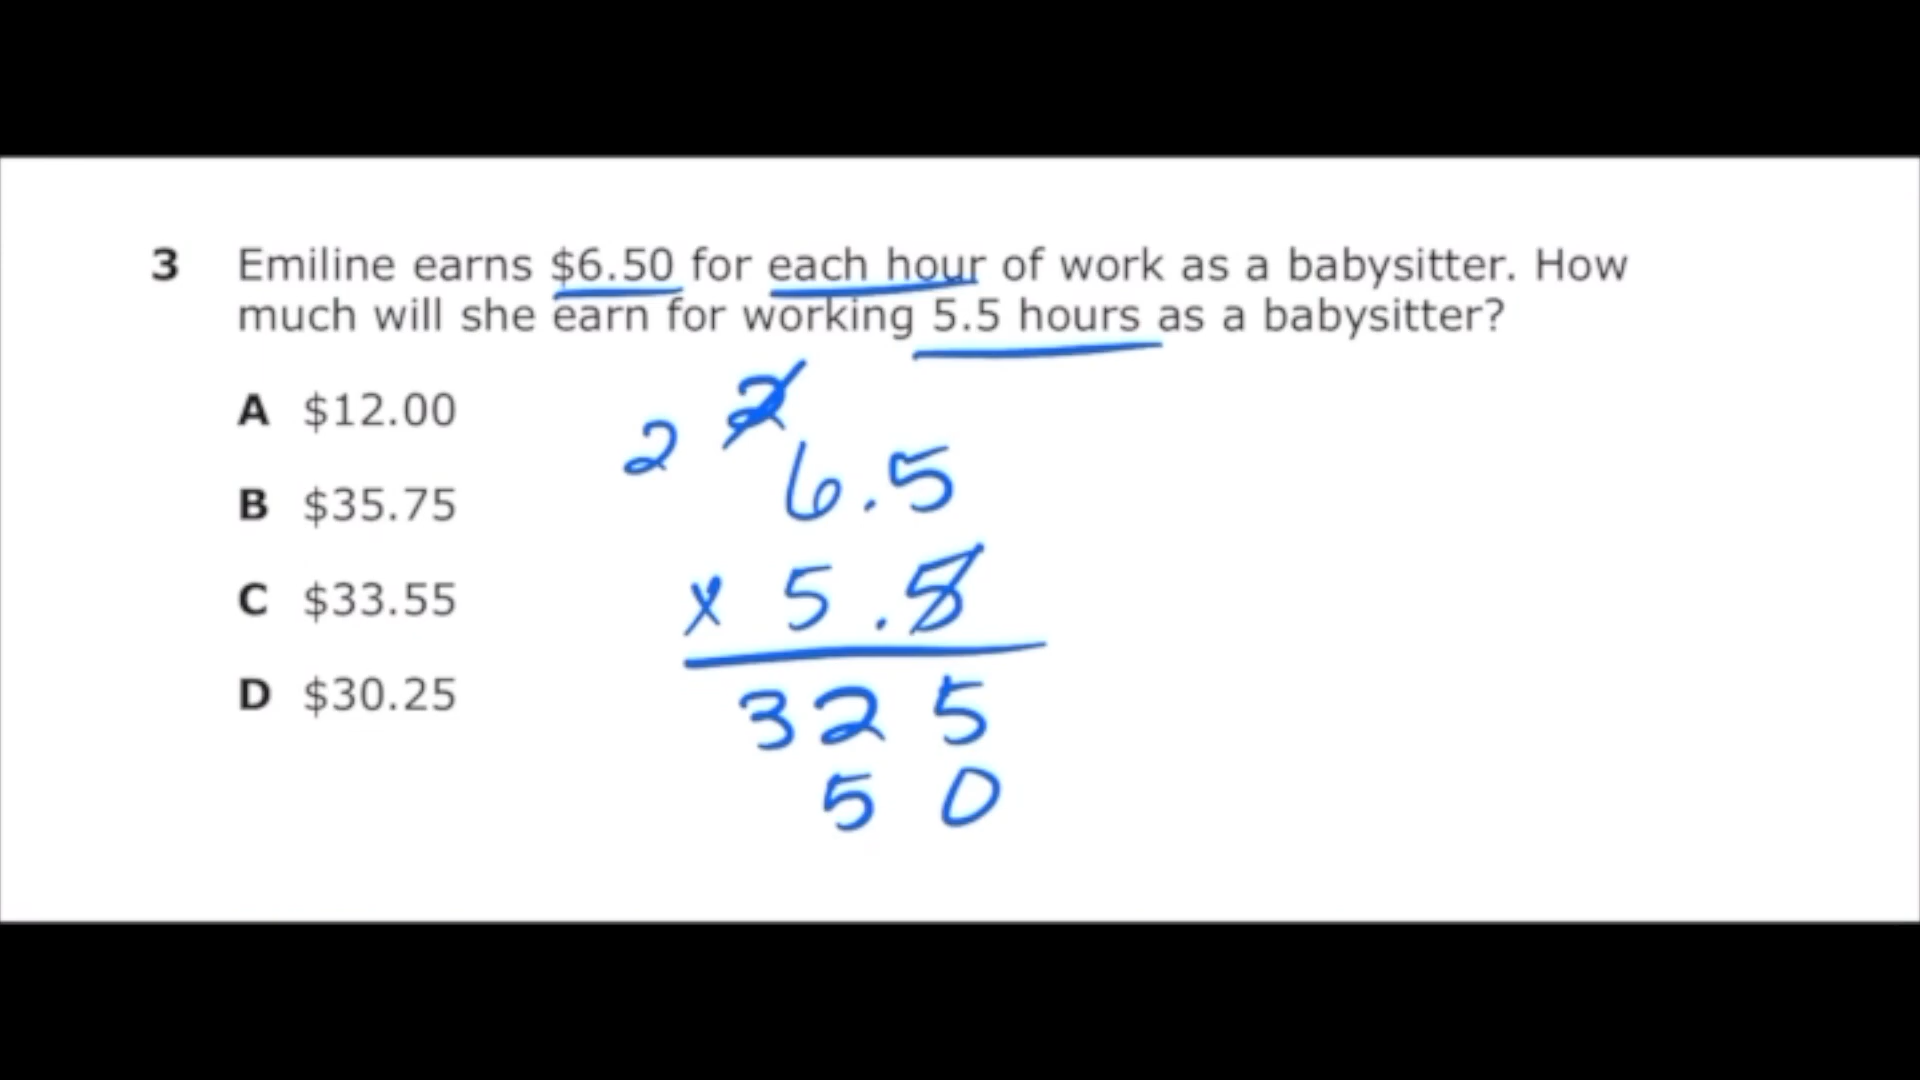 3 Emiline earns $6.50 for each hour of work as a babysitter. How
much will she earn for working 5.5 hours as a babysitter?
A $12.00
B $35.75
C $33.55
D $30.25
2 2
6.5
x 5.5
325
50